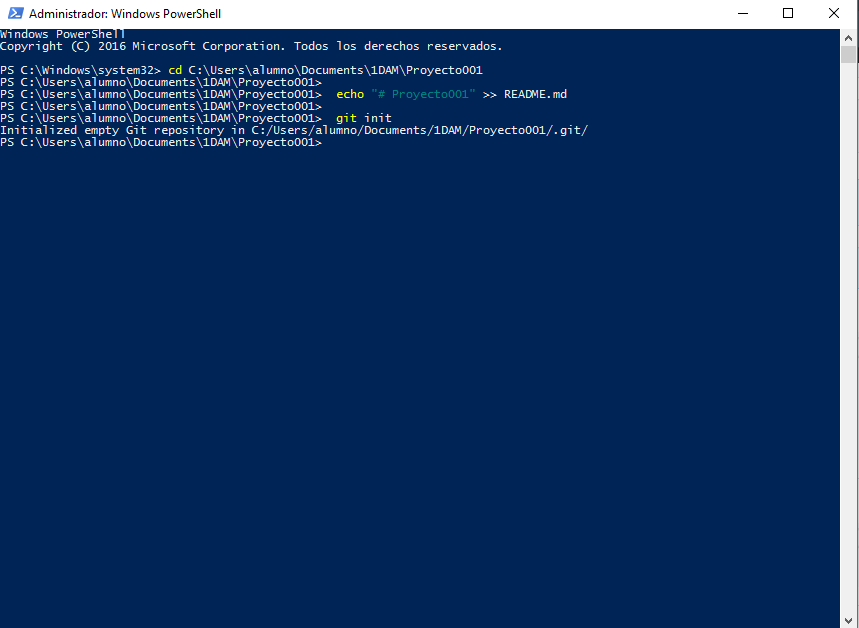 Administrador: Windows PowerShell
Windows PowerShell
Copyright (C) 2016 Microsoft Corporation. Todos los derechos reservados.
PS C:\Windows\system32> cd C:\Users\alumno\Documents\1DAM\Proyecto001
PS C:\Users\alumno\Documents\1DAM\Proyecto001>
PS C:\Users\alumno\Documents\1DAM\Proyecto001>  echo "# Proyecto001" >> README.md
PS C:\Users\alumno\Documents\1DAM\Proyecto001>
PS C:\Users\alumno\Documents\1DAM\Proyecto001>  git init
Initialized empty Git repository in C:/Users/alumno/Documents/1DAM/Proyecto001/.git/
PS C:\Users\alumno\Documents\1DAM\Proyecto001>